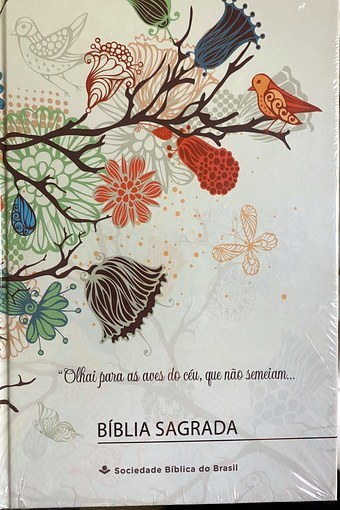 “Olhai para as aves do céu, que não semeiam...
BÍBLIA SAGRADA
Sociedade Bíblica do Brasil